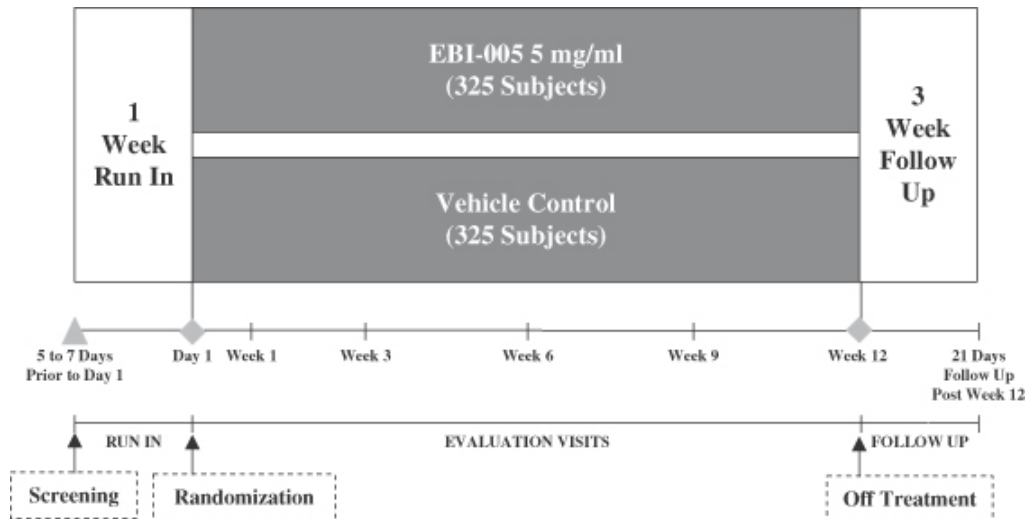 EBI-005 5 mg/ml
(325 Subjects)
1
Week
Run In
3
Week
Follow
Up
Vehicle Control
(325 Subjects)
5 to 7 Days
Prior to Day 1
Day 1
Week 1
Week 3
Week 6
Week 9
Week 12
21 Days
Follow Up
Post Week 12
RUN IN
EVALUATION VISITS
FOLLOW UP
Screening
Randomization
Off Treatment